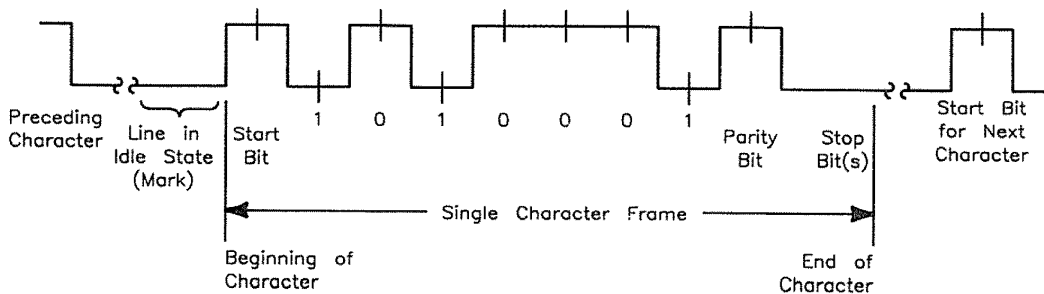 1 0 1 0 0 0 1
Preceding
Character
Line in
Idle State
(Mark)
Start
Bit
Parity
Bit
Stop
Bit(s)
Start Bit
for Next
Character
Single Character Frame
Beginning of
Character
End of
Character